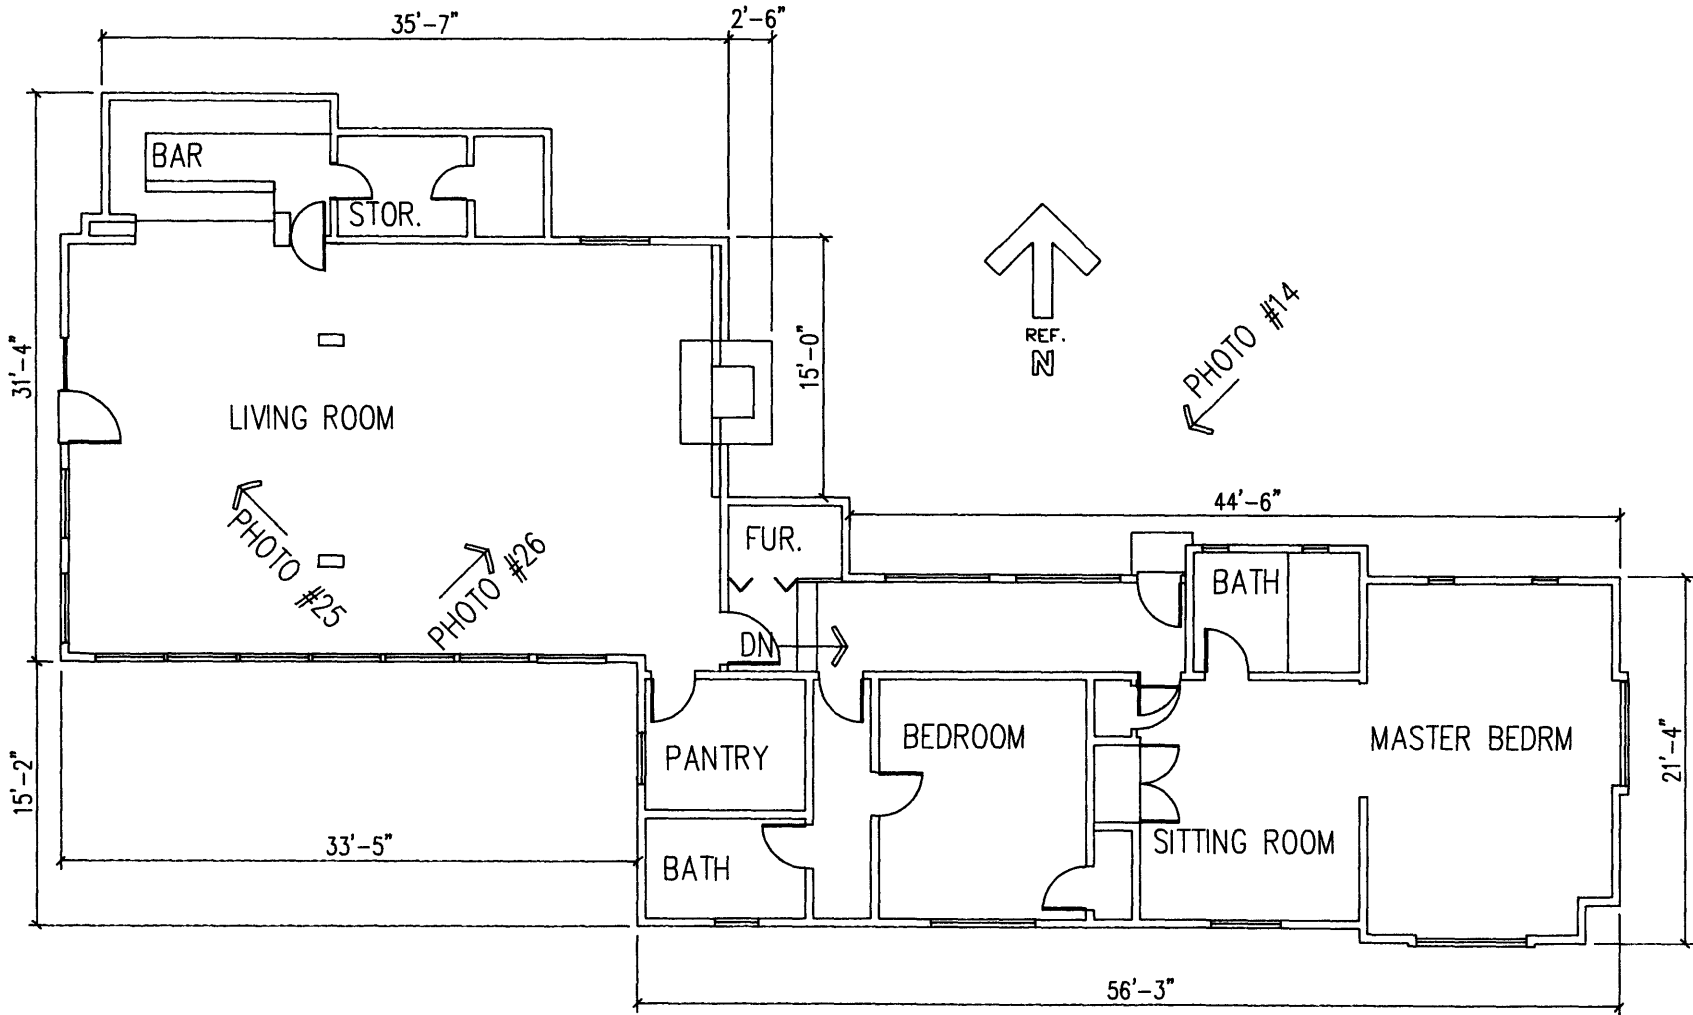 35'-7"
2'-6"
BAR
STOR.
31'-4"
15'-0"
REF.
N
PHOTO #14
LIVING ROOM
44'-6"
PHOTO #25
PHOTO #26
FUR.
BATH
DN
PANTRY
BEDROOM
MASTER BEDRM
21'-4"
15'-2"
33'-5"
BATH
SITTING ROOM
56'-3"